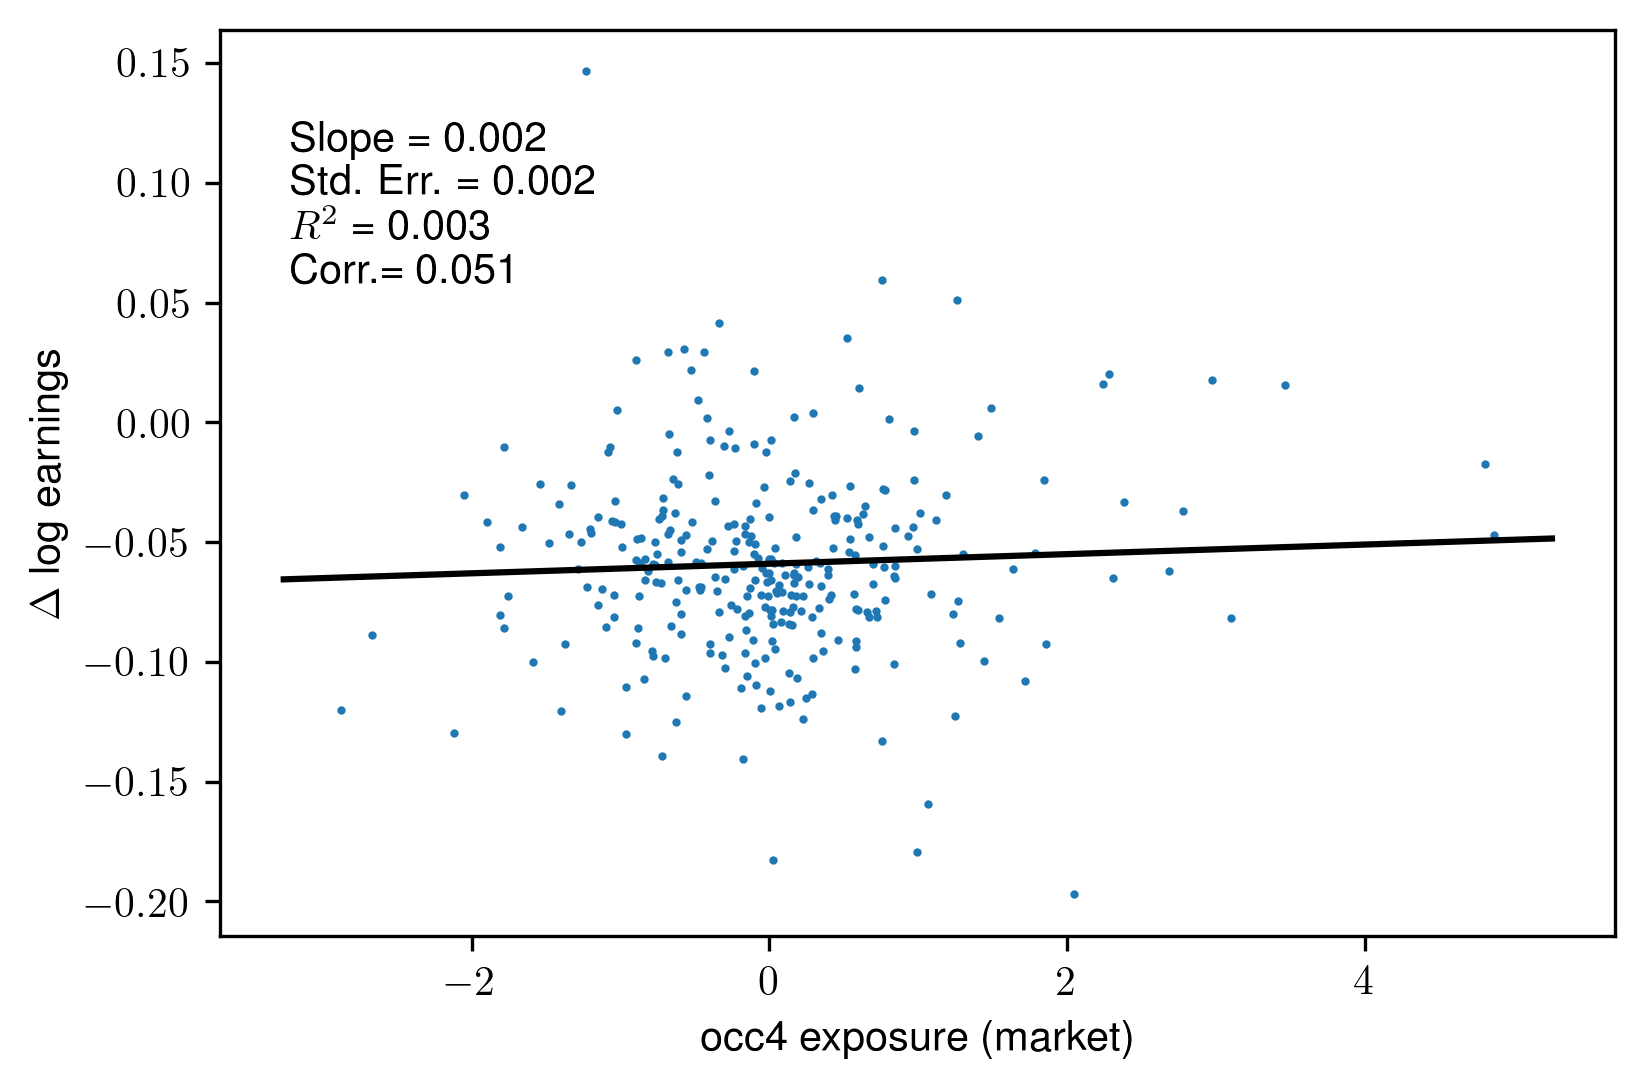 0.15
0.10
0.05
0.00
−0.05
−0.10
−0.15
−0.20
Δ log earnings
Slope = 0.002
Std. Err. = 0.002
R² = 0.003
Corr.= 0.051
−2
0
2
4
occ4 exposure (market)